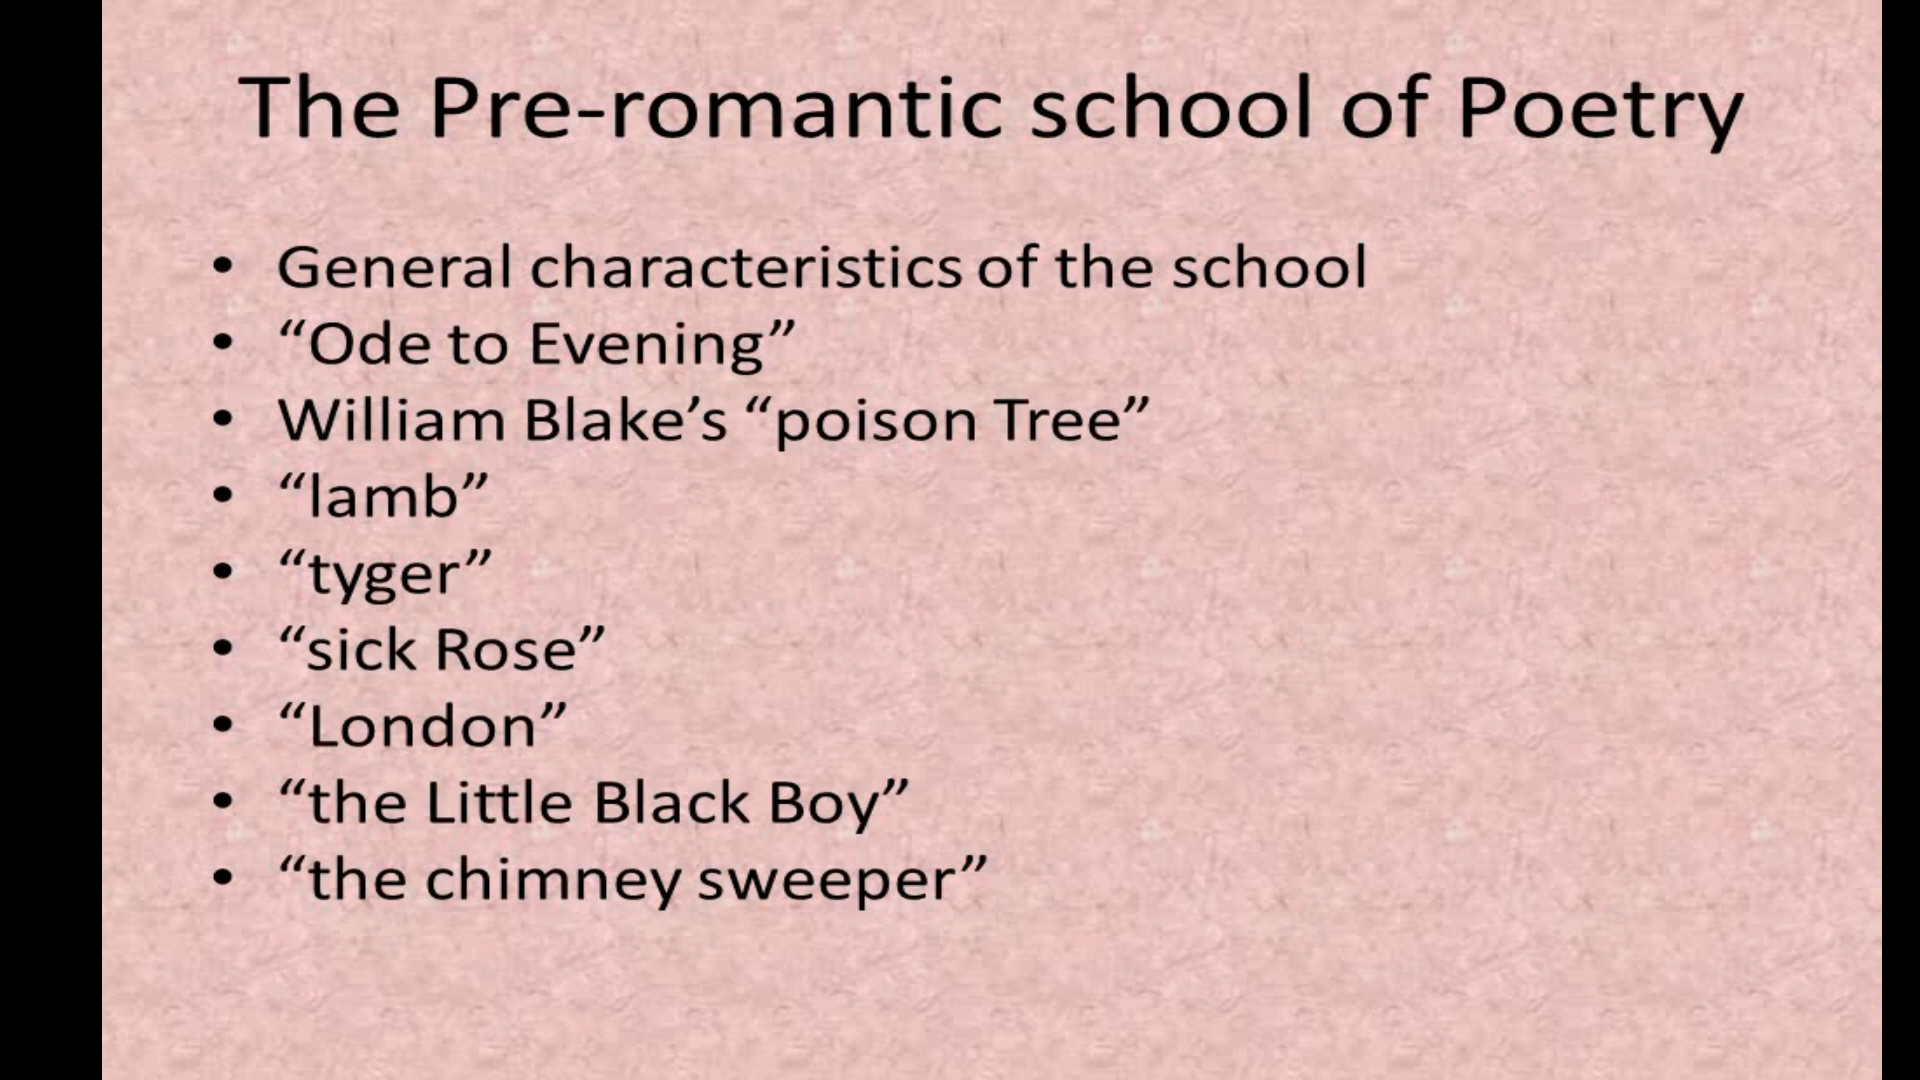 The Pre-romantic school of Poetry
• General characteristics of the school
• “Ode to Evening”
• William Blake’s “poison Tree”
• “lamb”
• “tyger”
• “sick Rose”
• “London”
• “the Little Black Boy”
• “the chimney sweeper”